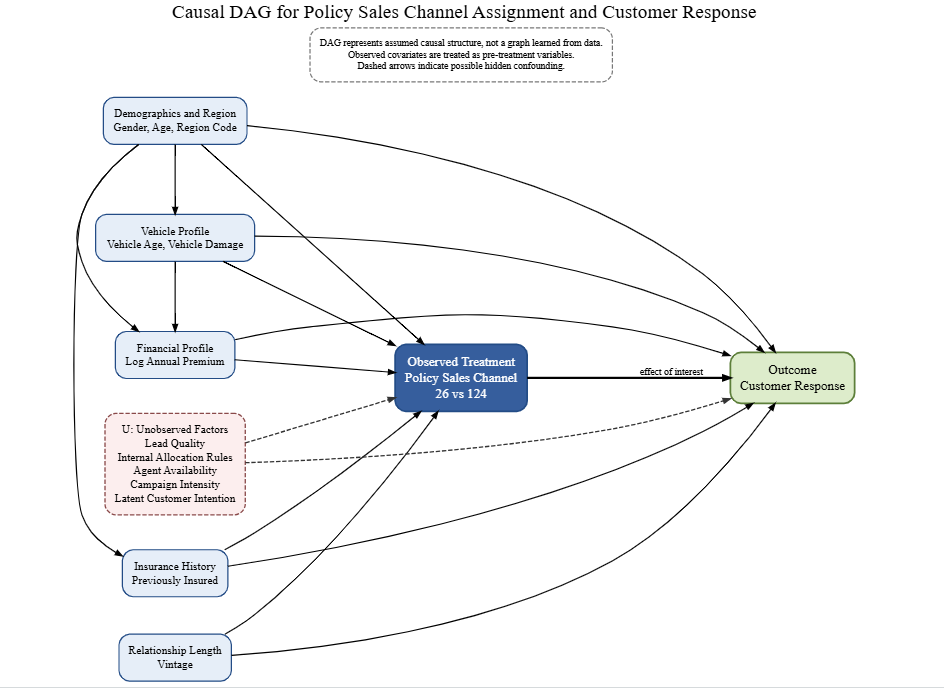 Causal DAG for Policy Sales Channel Assignment and Customer Response
DAG represents assumed causal structure, not a graph learned from data.
Observed covariates are treated as pre-treatment variables.
Dashed arrows indicate possible hidden confounding.
Demographics and Region
Gender, Age, Region Code
Vehicle Profile
Vehicle Age, Vehicle Damage
Financial Profile
Log Annual Premium
Observed Treatment
Policy Sales Channel
26 vs 124
effect of interest
Outcome
Customer Response
U: Unobserved Factors
Lead Quality
Internal Allocation Rules
Agent Availability
Campaign Intensity
Latent Customer Intention
Insurance History
Previously Insured
Relationship Length
Vintage